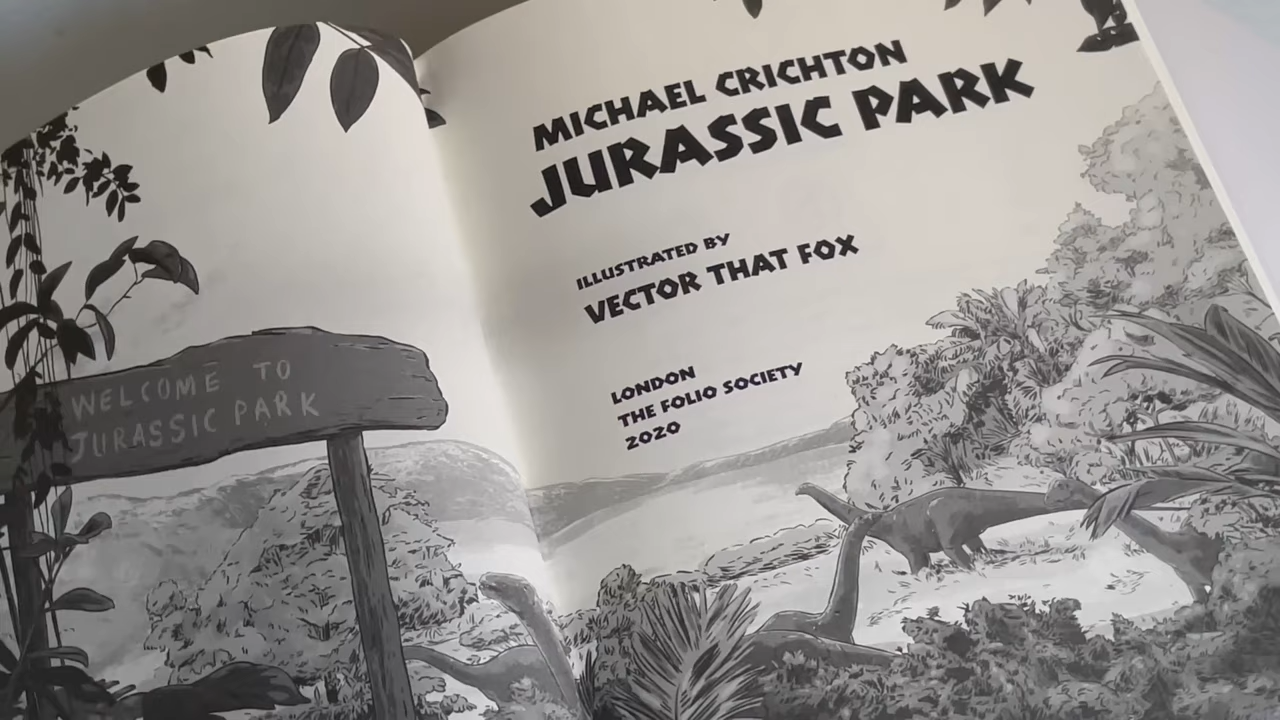 WELCOME TO
JURASSIC PARK
MICHAEL CRICHTON
JURASSIC PARK
ILLUSTRATED BY
VECTOR THAT FOX
LONDON
THE FOLIO SOCIETY
2020